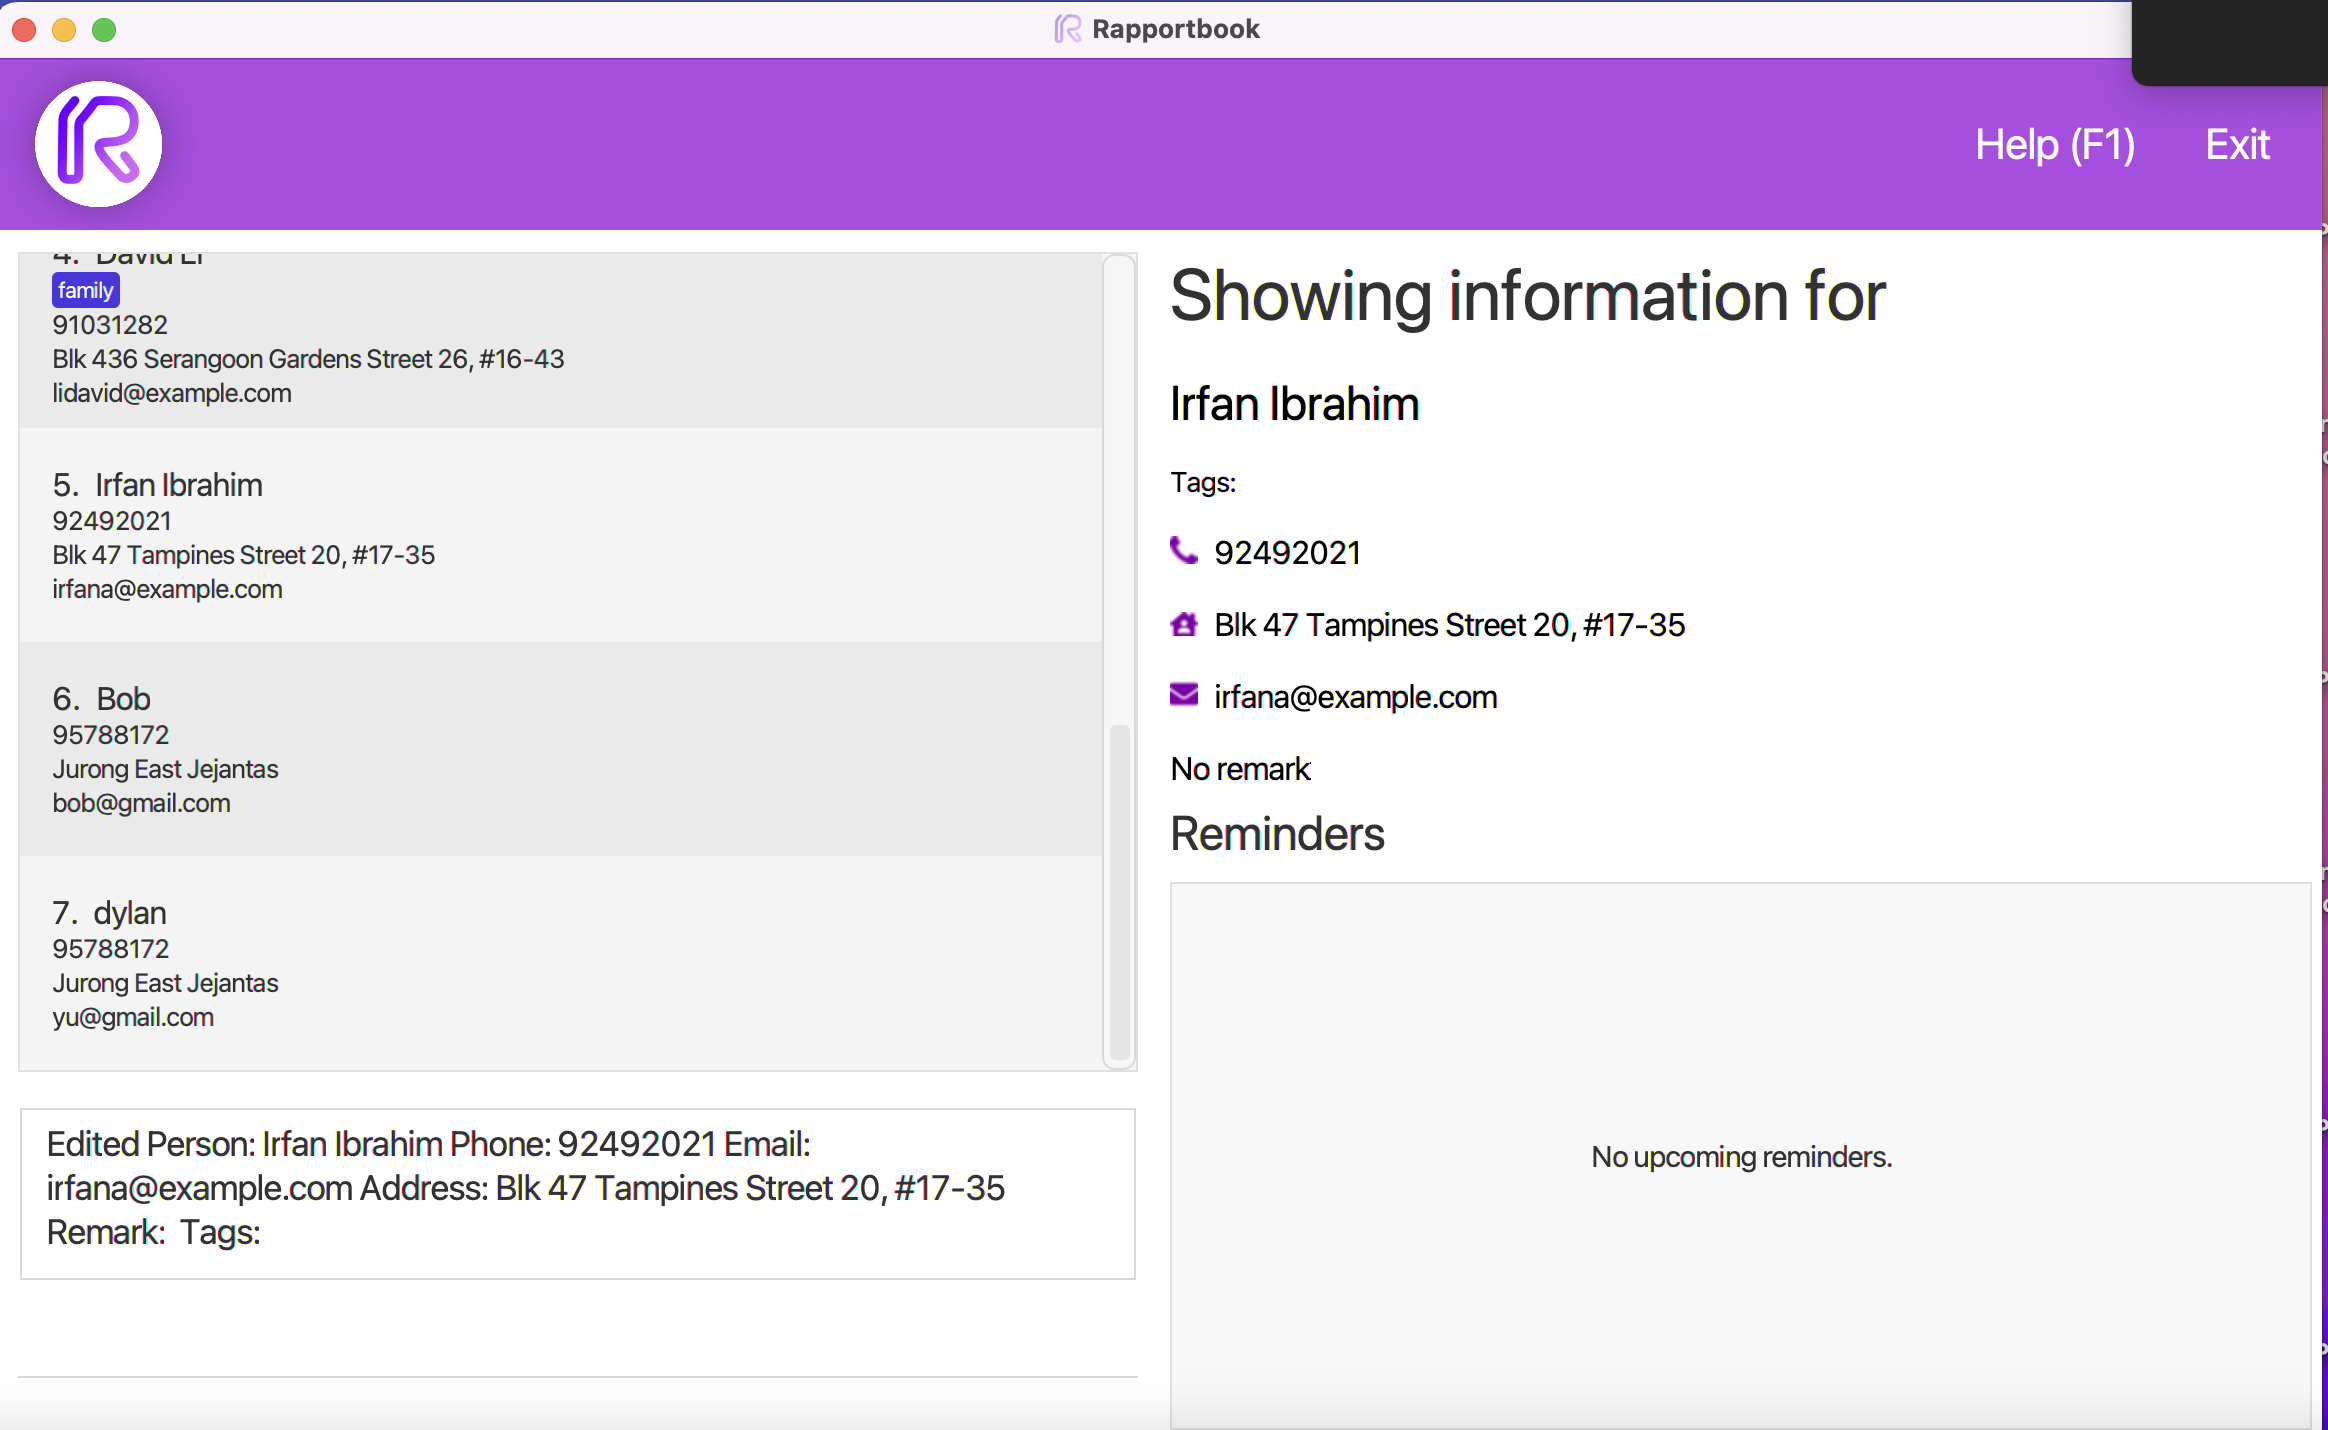 Rapportbook
Help (F1) Exit
4. David Li
family
91031282
Blk 436 Serangoon Gardens Street 26, #16-43
lidavid@example.com
5. Irfan Ibrahim
92492021
Blk 47 Tampines Street 20, #17-35
irfana@example.com
6. Bob
95788172
Jurong East Jejantas
bob@gmail.com
7. dylan
95788172
Jurong East Jejantas
yu@gmail.com
Edited Person: Irfan Ibrahim Phone: 92492021 Email:
irfana@example.com Address: Blk 47 Tampines Street 20, #17-35
Remark:  Tags:
Showing information for
Irfan Ibrahim
Tags:
92492021
Blk 47 Tampines Street 20, #17-35
irfana@example.com
No remark
Reminders
No upcoming reminders.